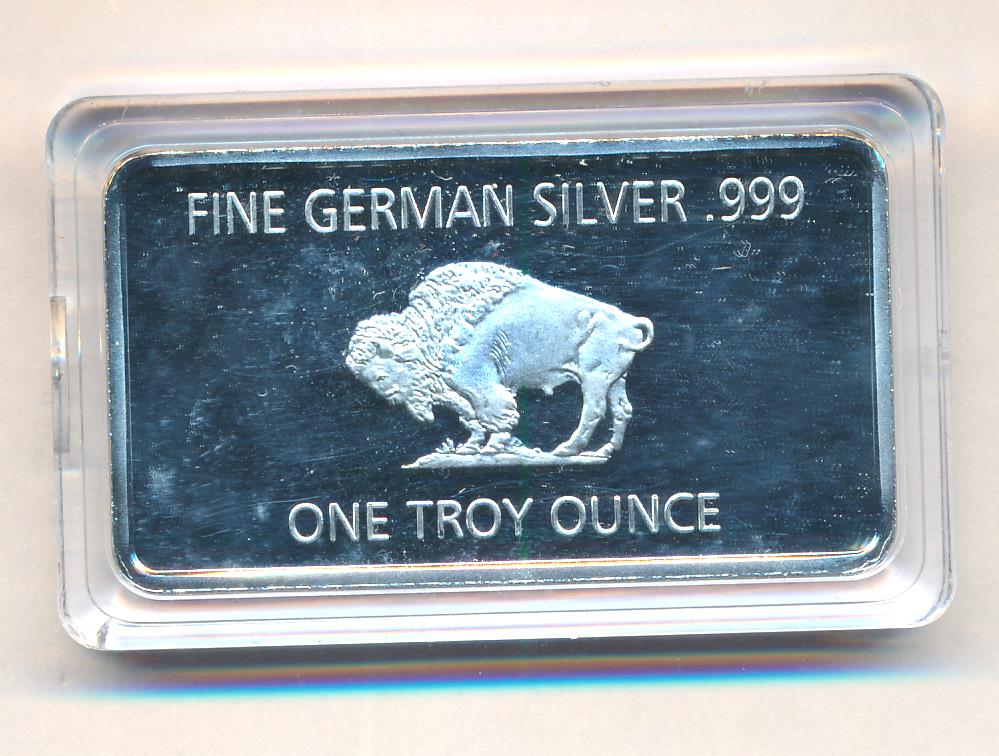 FINE GERMAN SILVER .999
ONE TROY OUNCE